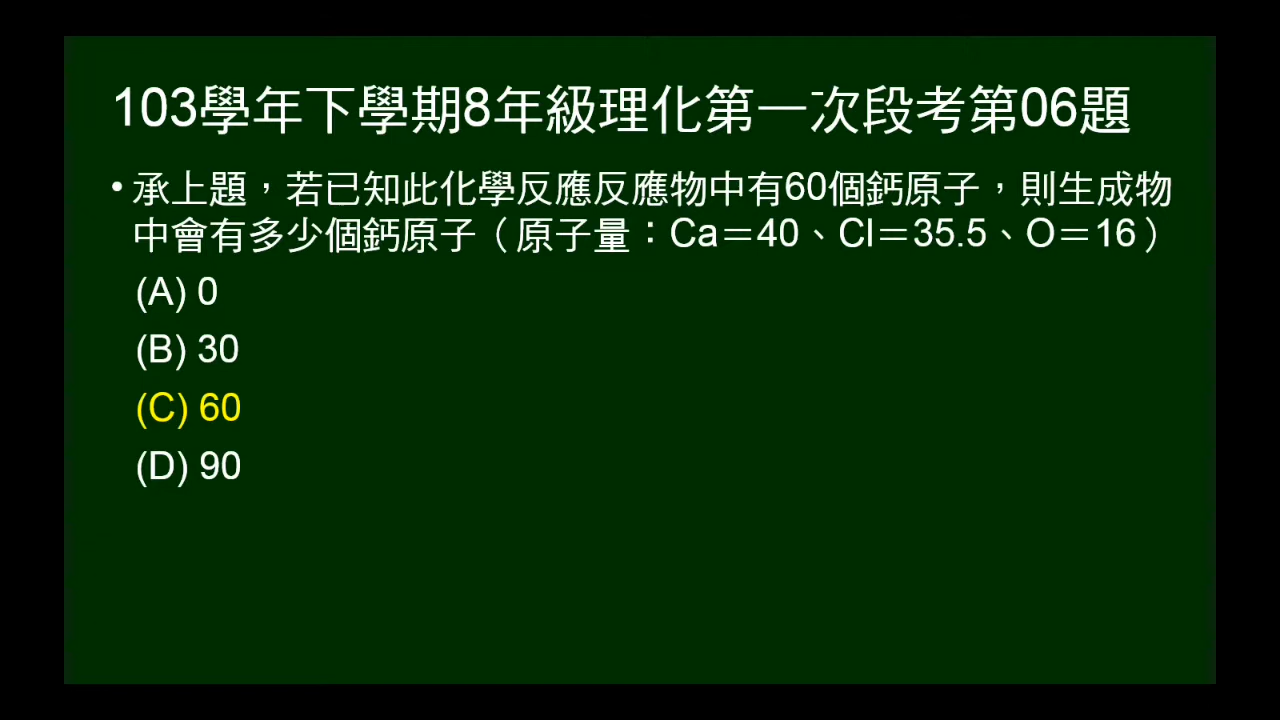 103學年下學期8年級理化第一次段考第06題
•承上題，若已知此化學反應反應物中有60個鈣原子，則生成物
中會有多少個鈣原子（原子量：Ca＝40、Cl＝35.5、O＝16）
(A) 0
(B) 30
(C) 60
(D) 90